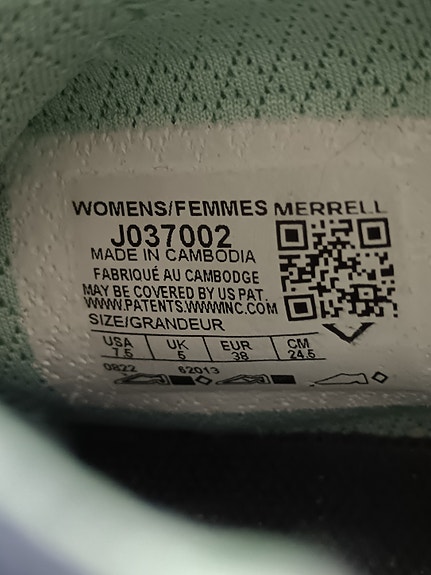 WOMENS/FEMMES MERRELL
J037002
MADE IN CAMBODIA
FABRIQUÉ AU CAMBODGE
MAY BE COVERED BY US PAT.
WWW.PATENTS.WWWINC.COM
SIZE/GRANDEUR
USA UK EUR CM
7.5 5 38 24.5
0822 62013